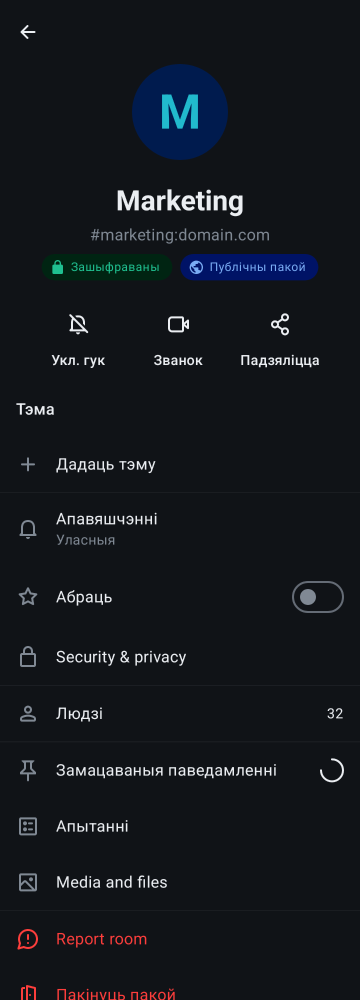 M
Marketing
#marketing:domain.com
Зашыфраваны
Публічны пакой
Укл. гук
Званок
Падзяліцца
Тэма
Дадаць тэму
Апавяшчэнні
Уласныя
Абраць
Security & privacy
Людзі
32
Замацаваныя паведамленні
Апытанні
Media and files
Report room
Пакінуць пакой